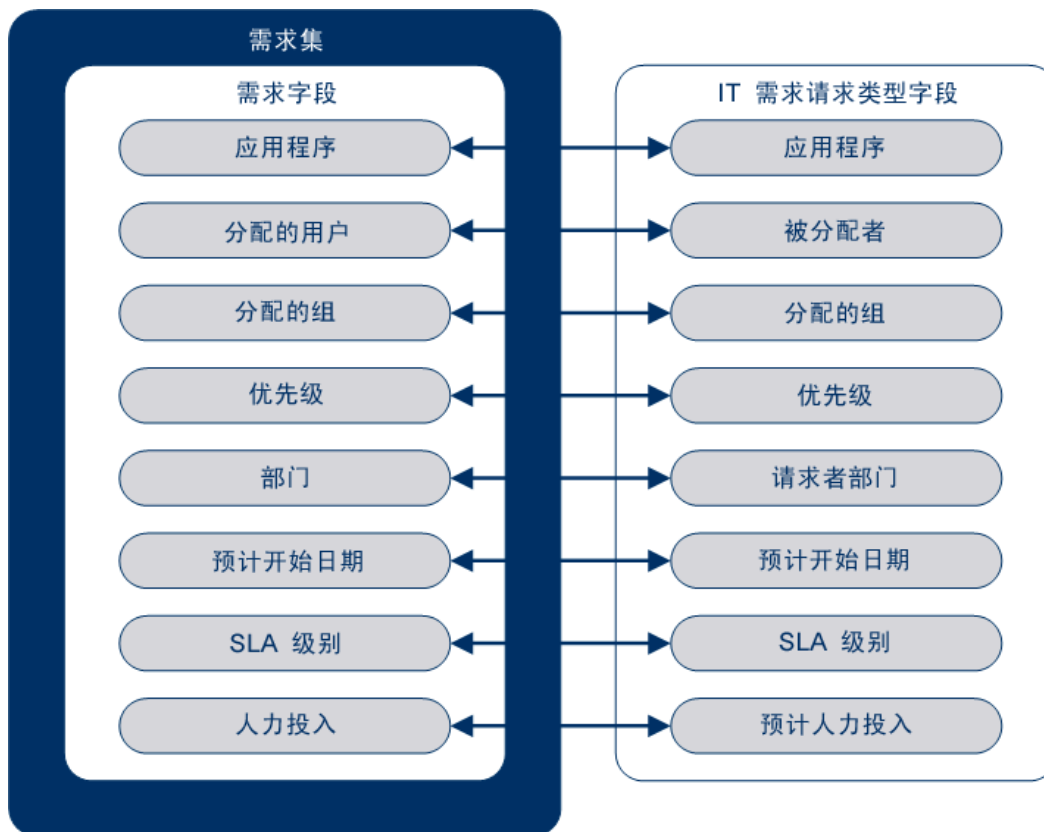 需求集
需求字段
IT 需求请求类型字段
应用程序
应用程序
分配的用户
被分配者
分配的组
分配的组
优先级
优先级
部门
请求者部门
预计开始日期
预计开始日期
SLA 级别
SLA 级别
人力投入
预计人力投入